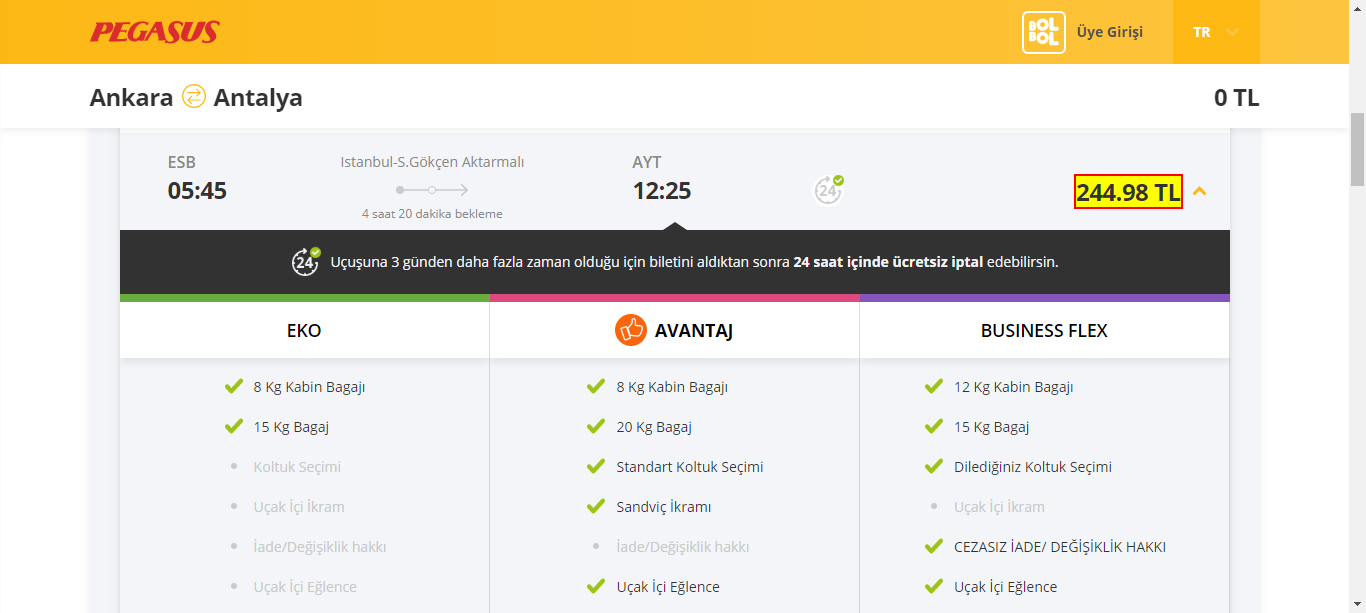 PEGASUS
BOL BOL
Üye Girişi
TR
Ankara Antalya
0 TL
ESB
Istanbul-S.Gökçen Aktarmalı
AYT
05:45
12:25
24
244.98 TL
4 saat 20 dakika bekleme
24
Uçuşuna 3 günden daha fazla zaman olduğu için biletini aldıktan sonra 24 saat içinde ücretsiz iptal edebilirsin.
EKO
8 Kg Kabin Bagajı
15 Kg Bagaj
Koltuk Seçimi
Uçak İçi İkram
İade/Değişiklik hakkı
Uçak İçi Eğlence
AVANTAJ
8 Kg Kabin Bagajı
20 Kg Bagaj
Standart Koltuk Seçimi
Sandviç İkramı
İade/Değişiklik hakkı
Uçak İçi Eğlence
BUSINESS FLEX
12 Kg Kabin Bagajı
15 Kg Bagaj
Dilediğiniz Koltuk Seçimi
Uçak İçi İkram
CEZASIZ İADE/ DEĞİŞİKLİK HAKKI
Uçak İçi Eğlence